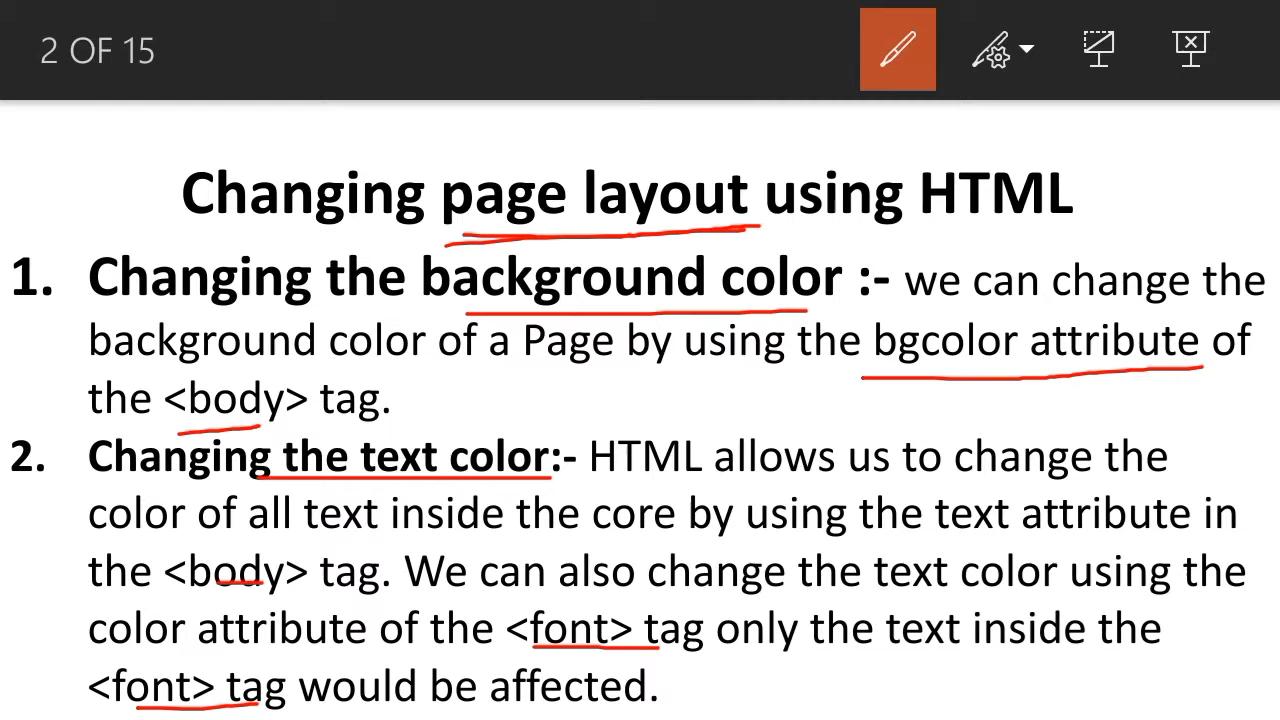 2 OF 15
Changing page layout using HTML
1. Changing the background color :- we can change the
background color of a Page by using the bgcolor attribute of
the <body> tag.
2. Changing the text color:- HTML allows us to change the
color of all text inside the core by using the text attribute in
the <body> tag. We can also change the text color using the
color attribute of the <font> tag only the text inside the
<font> tag would be affected.